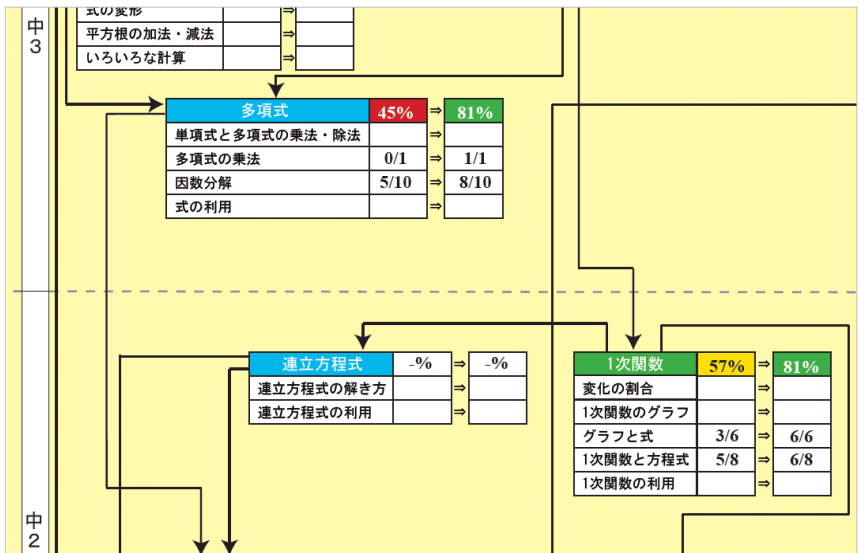 中3
式の変形 ⇒
平方根の加法・減法 ⇒
いろいろな計算 ⇒
多項式 45% ⇒ 81%
単項式と多項式の乗法・除法 ⇒
多項式の乗法 0/1 ⇒ 1/1
因数分解 5/10 ⇒ 8/10
式の利用 ⇒
連立方程式 -% ⇒ -%
連立方程式の解き方 ⇒
連立方程式の利用 ⇒
1次関数 57% ⇒ 81%
変化の割合 ⇒
1次関数のグラフ ⇒
グラフと式 3/6 ⇒ 6/6
1次関数と方程式 5/8 ⇒ 6/8
1次関数の利用 ⇒
中2